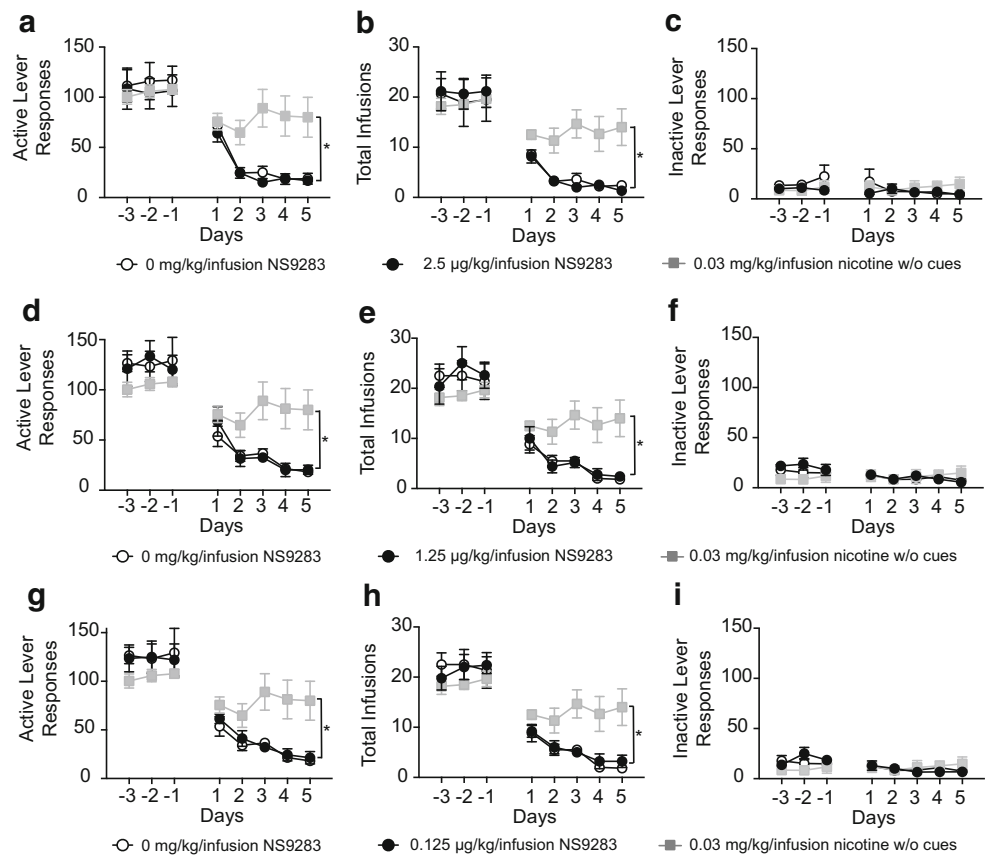 a
b
c
150
100
50
0
Active Lever
Responses
30
20
10
0
Total Infusions
150
100
50
0
Inactive Lever
Responses
*
*
-3 -2 -1 1 2 3 4 5
-3 -2 -1 1 2 3 4 5
-3 -2 -1 1 2 3 4 5
Days
Days
Days
0 mg/kg/infusion NS9283
2.5 µg/kg/infusion NS9283
0.03 mg/kg/infusion nicotine w/o cues
d
e
f
150
100
50
0
Active Lever
Responses
30
20
10
0
Total Infusions
150
100
50
0
Inactive Lever
Responses
*
*
-3 -2 -1 1 2 3 4 5
-3 -2 -1 1 2 3 4 5
-3 -2 -1 1 2 3 4 5
Days
Days
Days
0 mg/kg/infusion NS9283
1.25 µg/kg/infusion NS9283
0.03 mg/kg/infusion nicotine w/o cues
g
h
i
150
100
50
0
Active Lever
Responses
30
20
10
0
Total Infusions
150
100
50
0
Inactive Lever
Responses
*
*
-3 -2 -1 1 2 3 4 5
-3 -2 -1 1 2 3 4 5
-3 -2 -1 1 2 3 4 5
Days
Days
Days
0 mg/kg/infusion NS9283
0.125 µg/kg/infusion NS9283
0.03 mg/kg/infusion nicotine w/o cues